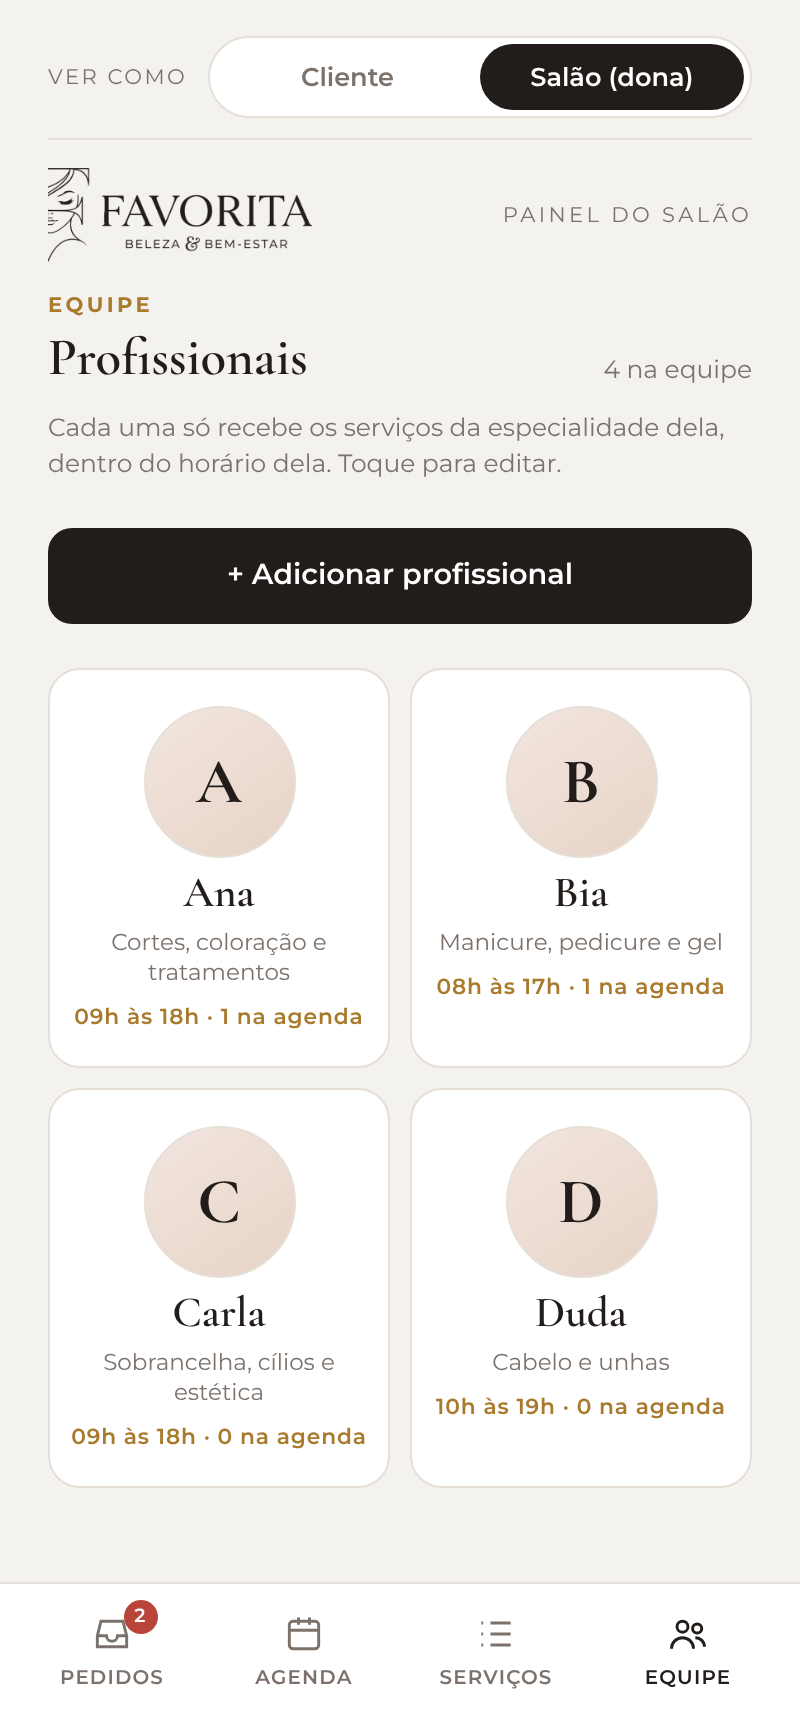 VER COMO
Cliente
Salão (dona)
FAVORITA
BELEZA & BEM-ESTAR
PAINEL DO SALÃO
EQUIPE
Profissionais
4 na equipe
Cada uma só recebe os serviços da especialidade dela,
dentro do horário dela. Toque para editar.
+ Adicionar profissional
A
Ana
Cortes, coloração e
tratamentos
09h às 18h · 1 na agenda
B
Bia
Manicure, pedicure e gel
08h às 17h · 1 na agenda
C
Carla
Sobrancelha, cílios e
estética
09h às 18h · 0 na agenda
D
Duda
Cabelo e unhas
10h às 19h · 0 na agenda
2
PEDIDOS
AGENDA
SERVIÇOS
EQUIPE